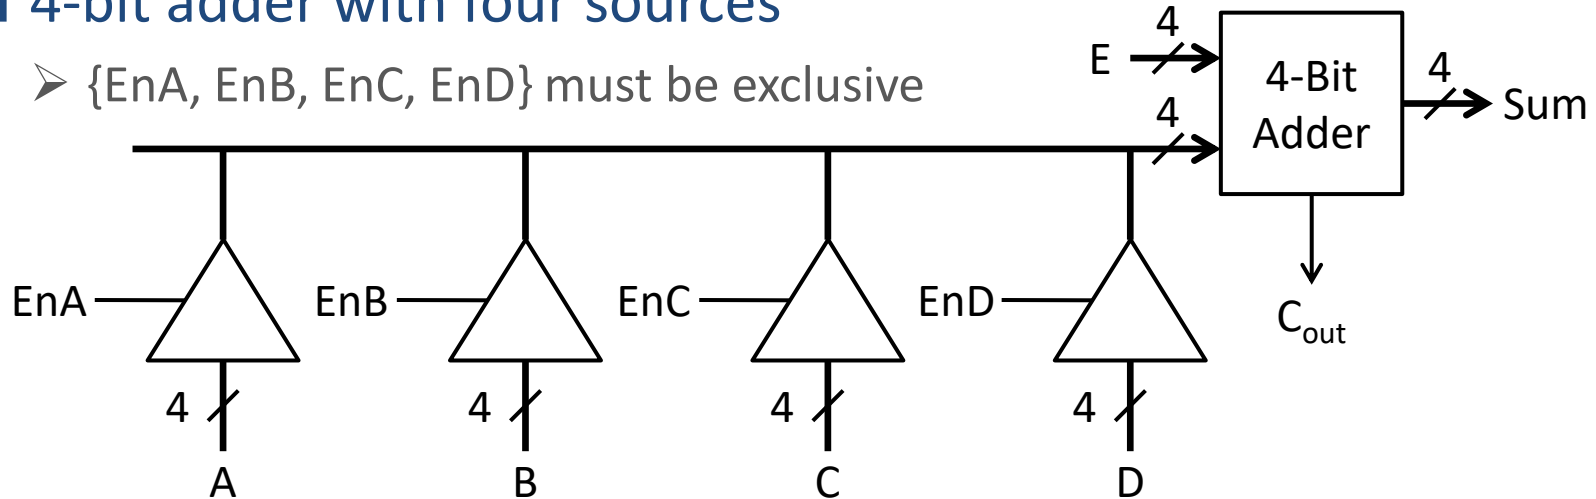 4-bit adder with four sources
➢ {EnA, EnB, EnC, EnD} must be exclusive
E
4
4
4-Bit
Adder
4
Sum
C_out
EnA
EnB
EnC
EnD
4
4
4
4
A
B
C
D